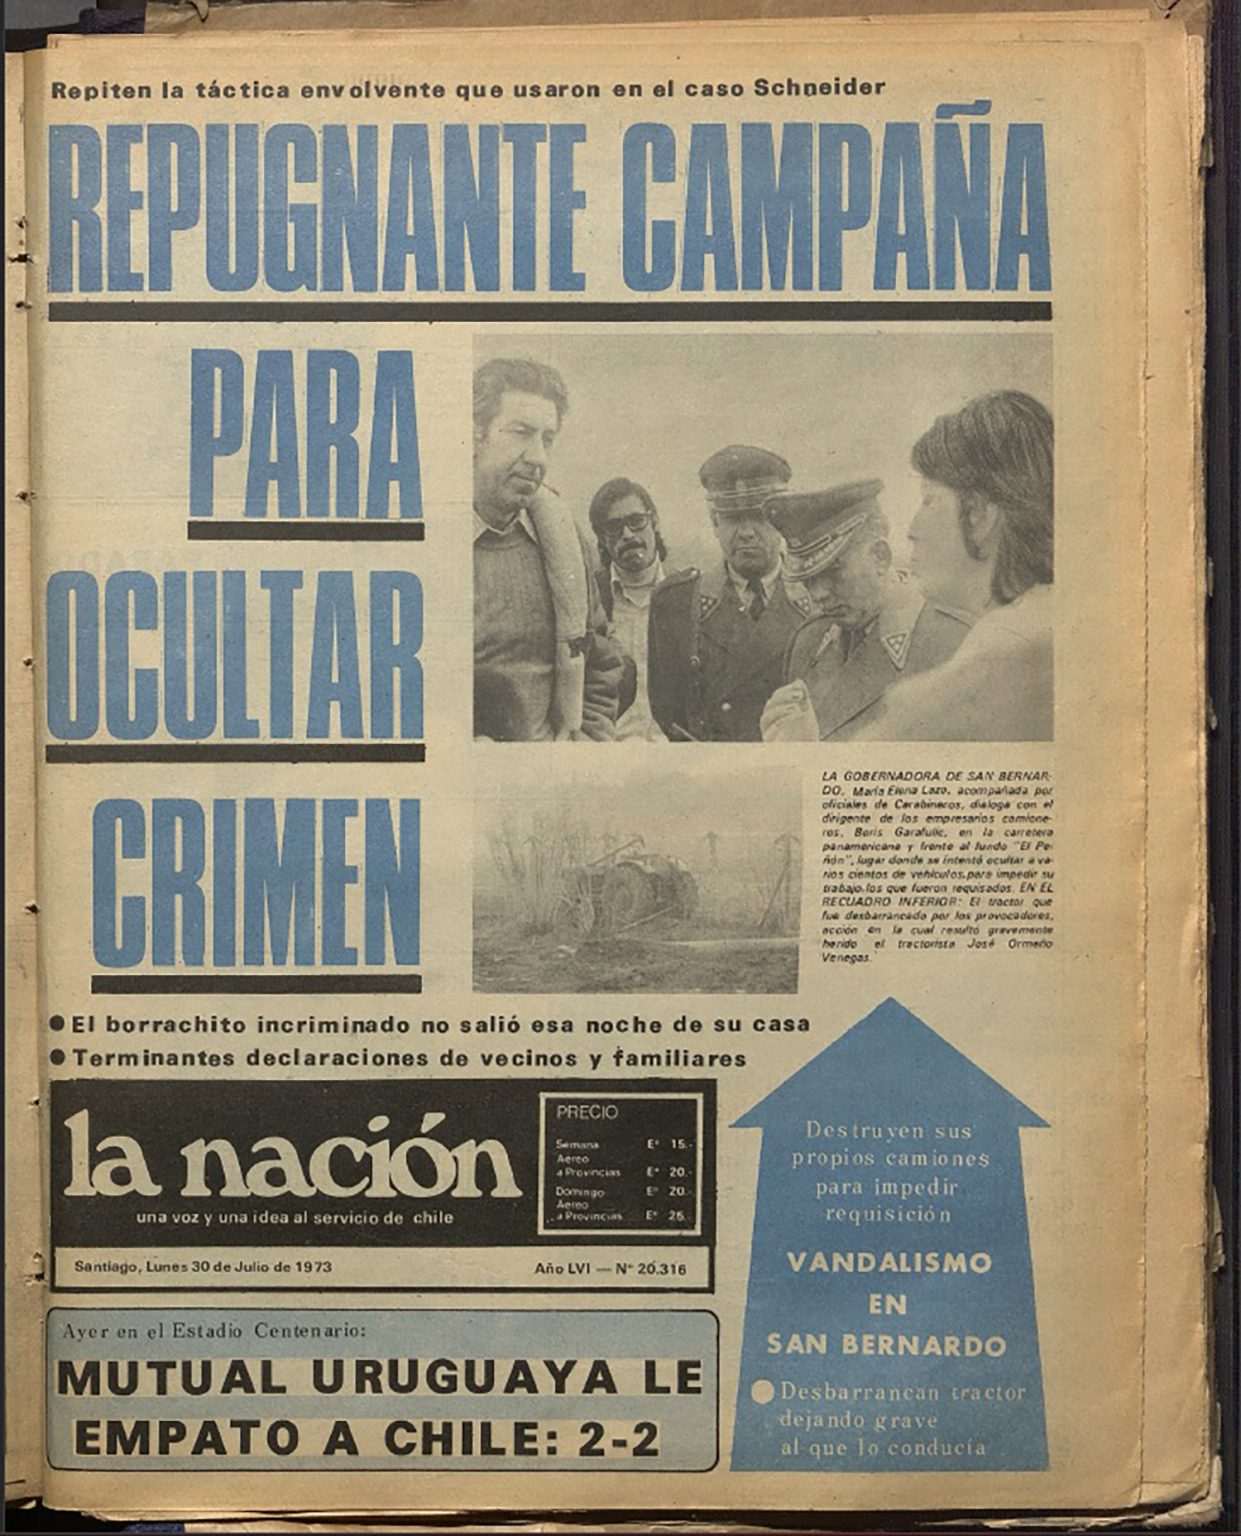 Repiten la táctica envolvente que usaron en el caso Schneider
REPUGNANTE CAMPAÑA
PARA
OCULTAR
CRIMEN
LA GOBERNADORA DE SAN BERNAR-
DO, María Elena Lazo, acompañada por
oficiales de Carabineros, dialoga con el
dirigente de los empresarios camione-
ros, Boris Garafulic, en la carretera
panamericana y frente al fundo "El Pe-
ñón", lugar donde se intentó ocultar a va-
rios cientos de vehículos, para impedir su
trabajo, los que fueron requisados. EN EL
RECUADRO INFERIOR: El tractor que
fue desbarrancado por los provocadores,
acción en la cual resultó gravemente
herido el tractorista José Ormeño
Venegas.
● El borrachito incriminado no salió esa noche de su casa
● Terminantes declaraciones de vecinos y familiares
la nación
una voz y una idea al servicio de chile
PRECIO
Semana Eº 15.-
Aereo
a Provincias Eº 20.-
Domingo Eº 20.-
Aereo
a Provincias Eº 25.-
Santiago, Lunes 30 de Julio de 1973 Año LVI — Nº 20.316
Ayer en el Estadio Centenario:
MUTUAL URUGUAYA LE
EMPATO A CHILE: 2-2
Destruyen sus
propios camiones
para impedir
requisición
VANDALISMO
EN
SAN BERNARDO
● Desbarrancan tractor
dejando grave
al que lo conducía